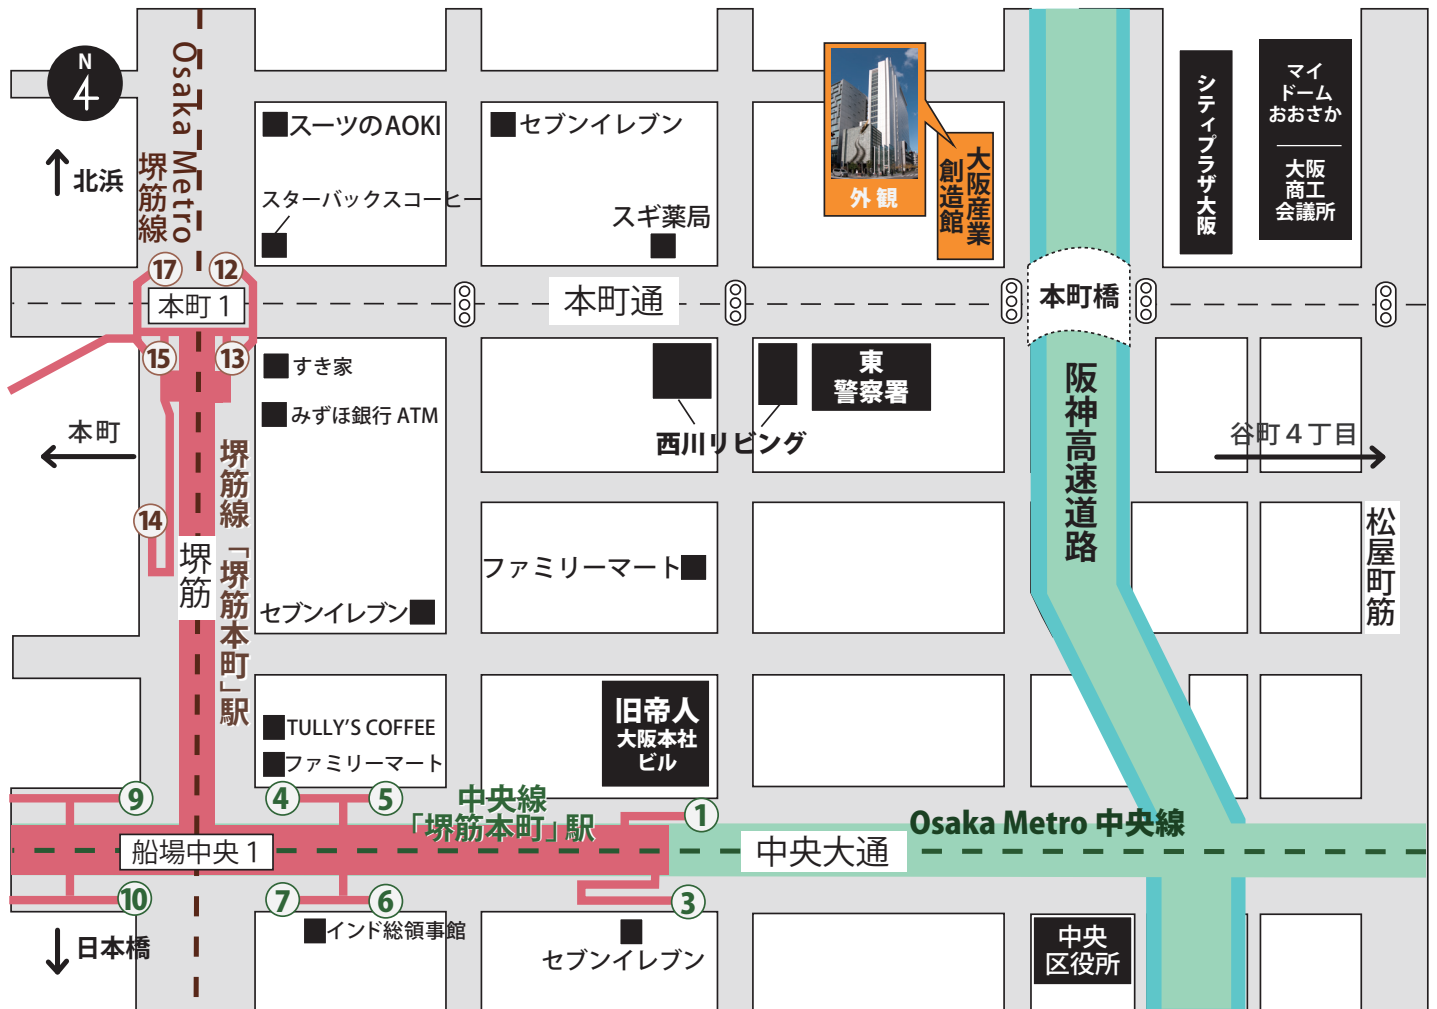 N
北浜
Osaka Metro
堺筋線
スーツのAOKI
スターバックスコーヒー
セブンイレブン
スギ薬局
外観
大阪産業
創造館
シティプラザ大阪
マイ
ドーム
おおさか
大阪
商工
会議所
17
12
本町1
本町通
本町橋
15
13
すき家
みずほ銀行 ATM
西川リビング
東
警察署
本町
谷町4丁目
阪神高速道路
松屋町筋
14
堺筋
堺筋線
「堺筋本町」駅
セブンイレブン
ファミリーマート
TULLY'S COFFEE
ファミリーマート
旧帝人
大阪本社
ビル
9
4
5
中央線
「堺筋本町」駅
1
Osaka Metro 中央線
船場中央1
中央大通
10
7
6
3
日本橋
インド総領事館
セブンイレブン
中央
区役所